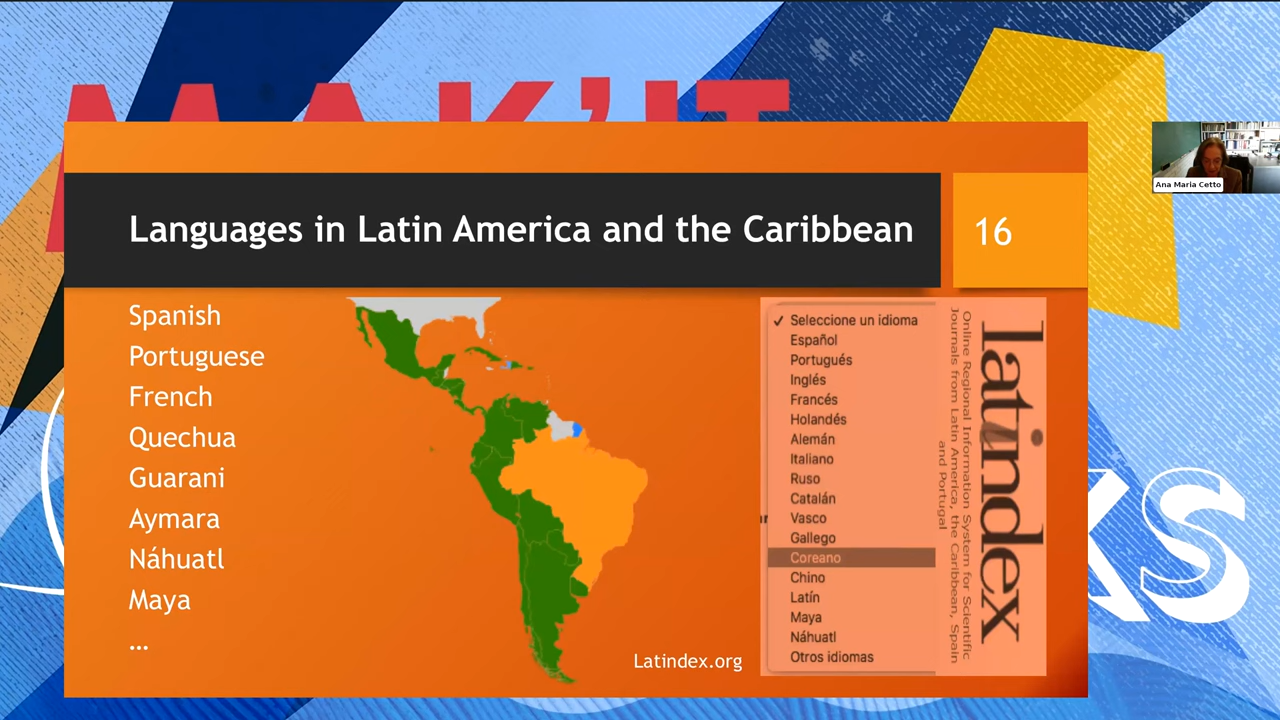 MAK'IT
Ana Maria Cetto
Languages in Latin America and the Caribbean
16
Spanish
Portuguese
French
Quechua
Guarani
Aymara
Náhuatl
Maya
...
Latindex.org
✓ Seleccione un idioma
Español
Portugués
Inglés
Francés
Holandés
Alemán
Italiano
Ruso
Catalán
Vasco
Gallego
Coreano
Chino
Latín
Maya
Náhuatl
Otros idiomas
latindex
Online Regional Information System for Scientific
Journals from Latin America, the Caribbean, Spain
and Portugal